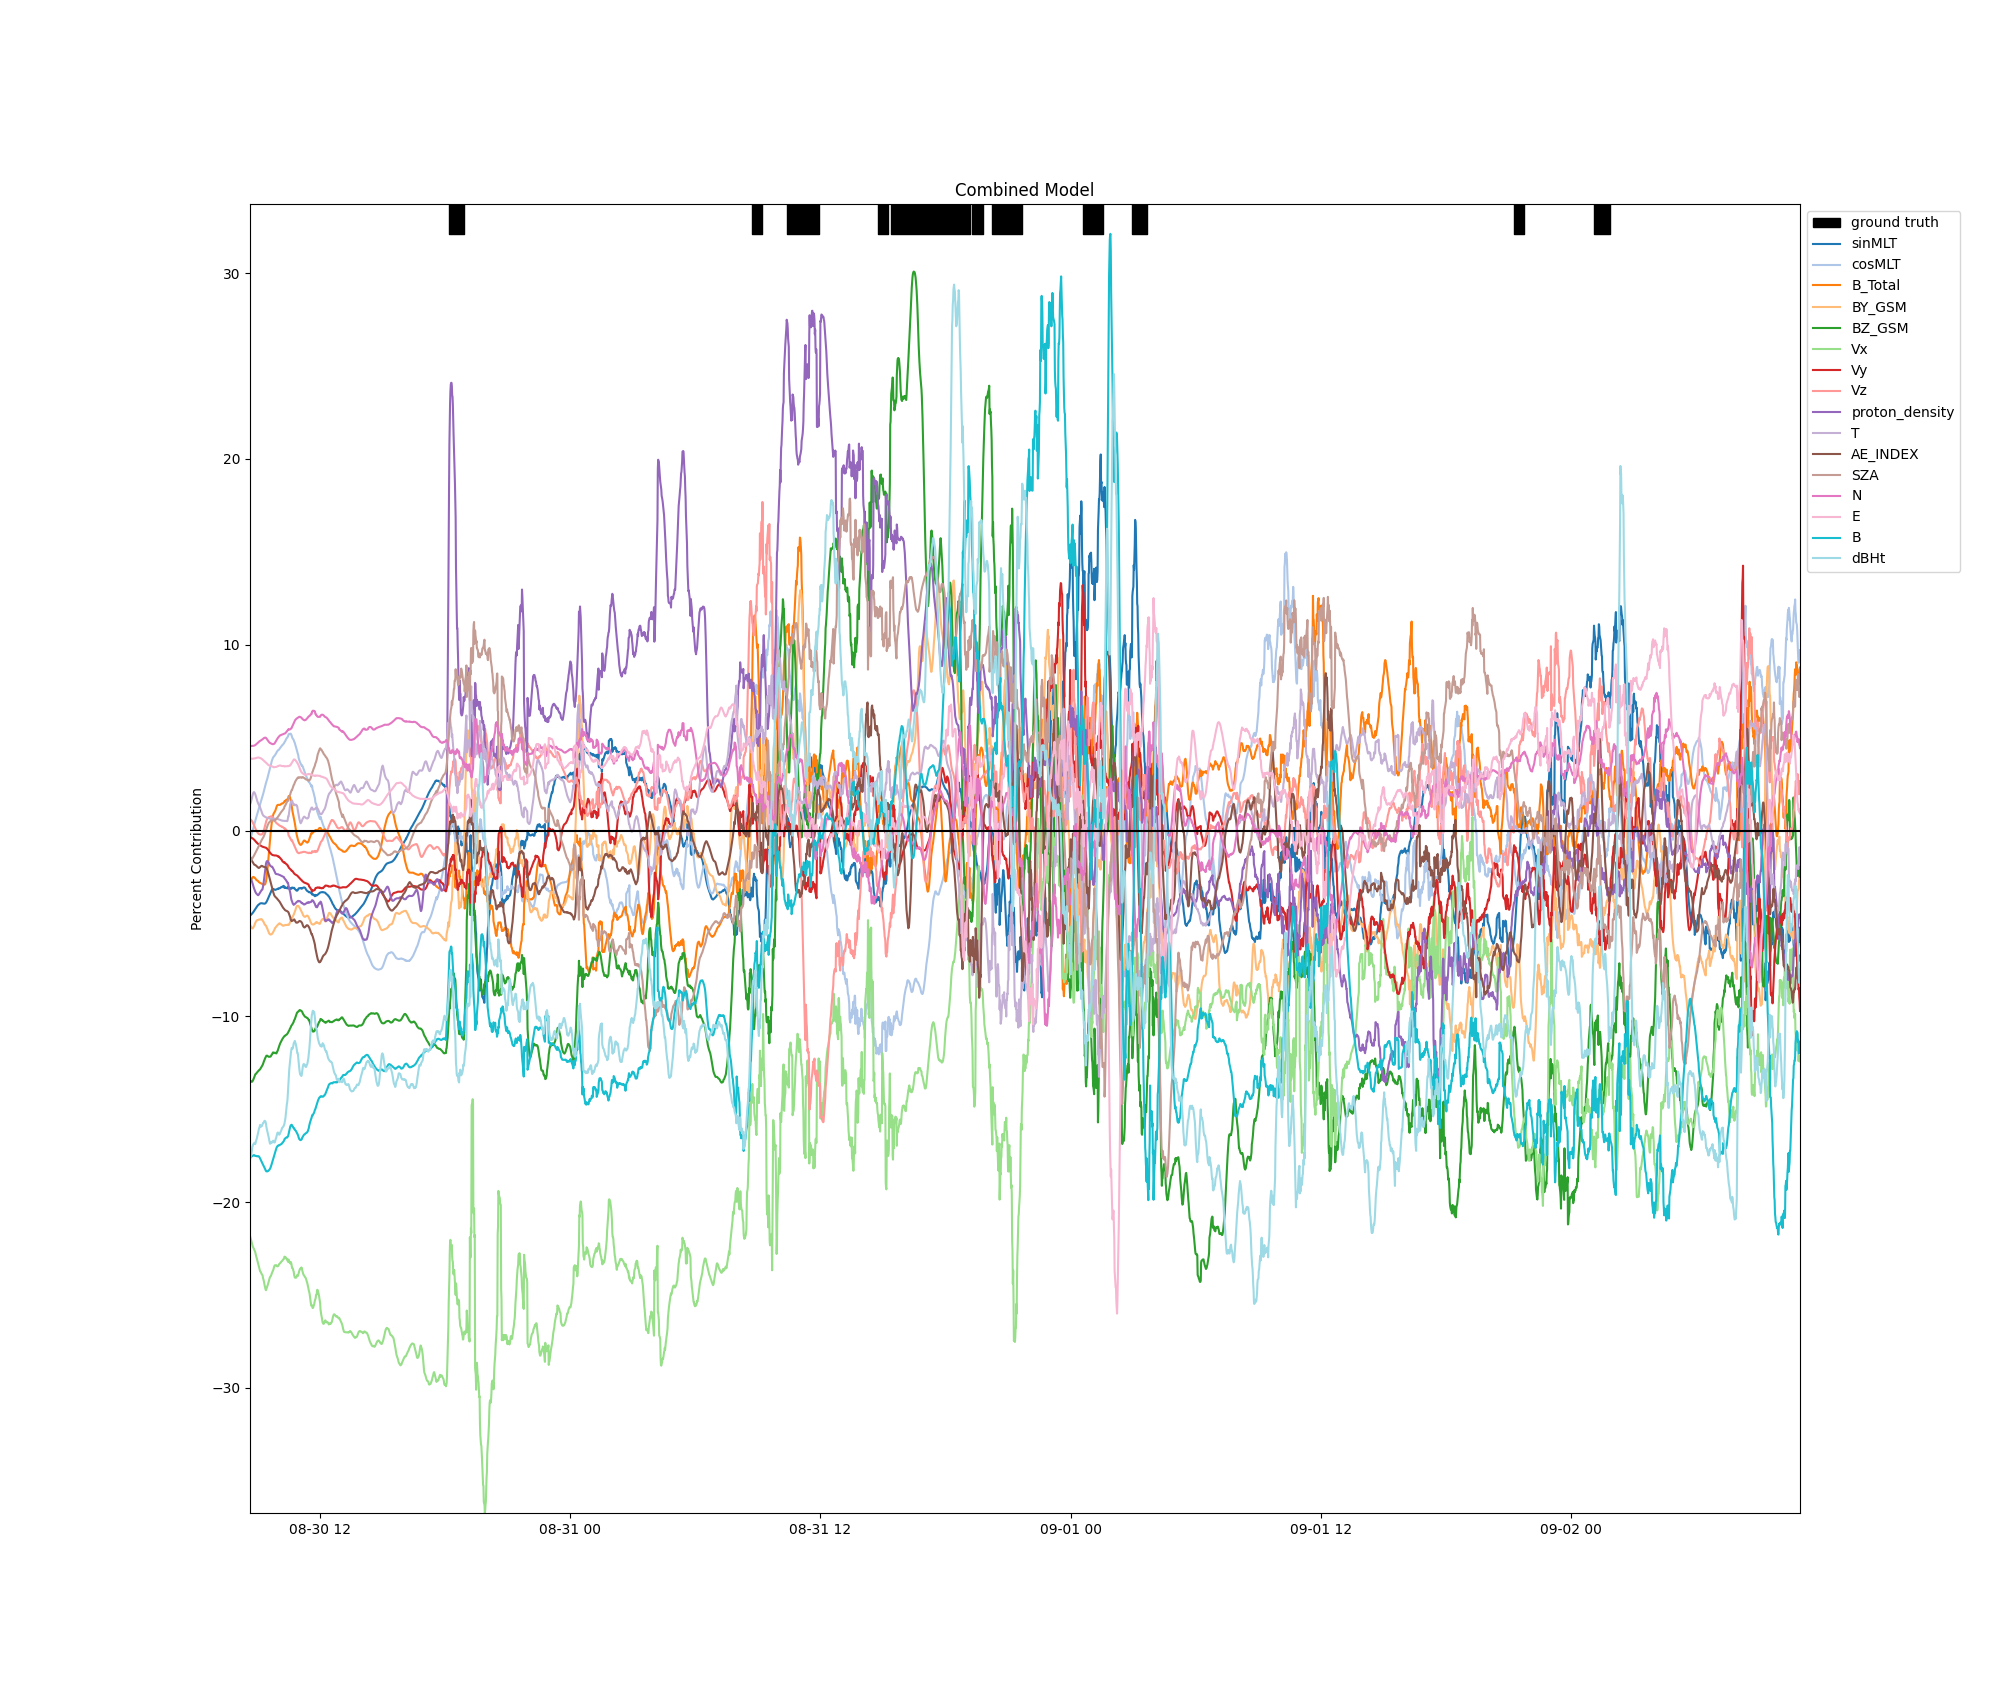 Combined Model
Percent Contribution
30
20
10
0
−10
−20
−30
08-30 12
08-31 00
08-31 12
09-01 00
09-01 12
09-02 00
ground truth
sinMLT
cosMLT
B_Total
BY_GSM
BZ_GSM
Vx
Vy
Vz
proton_density
T
AE_INDEX
SZA
N
E
B
dBHt